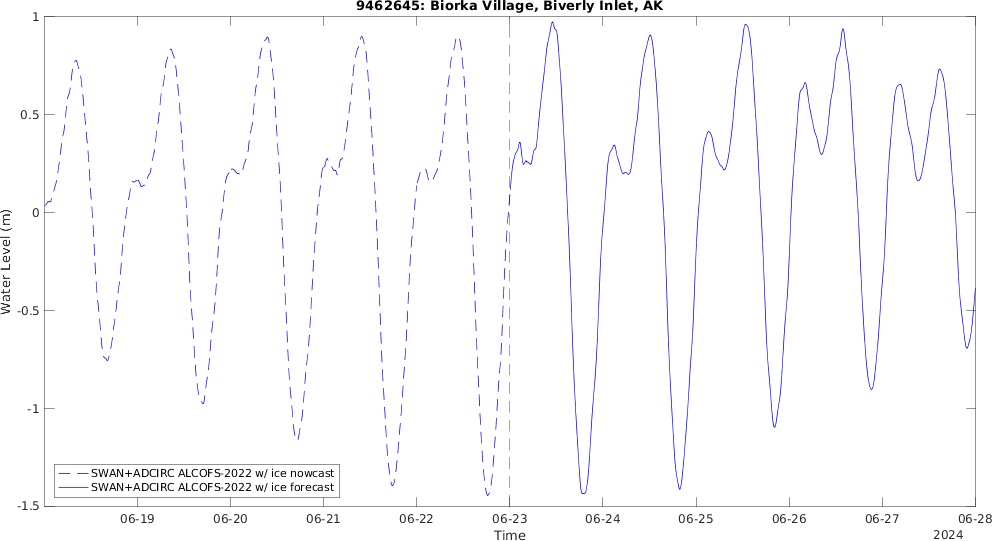 9462645: Biorka Village, Biverly Inlet, AK
Water Level (m)
1
0.5
0
-0.5
-1
-1.5
SWAN+ADCIRC ALCOFS-2022 w/ ice nowcast
SWAN+ADCIRC ALCOFS-2022 w/ ice forecast
06-19 06-20 06-21 06-22 06-23 06-24 06-25 06-26 06-27 06-28
Time
2024